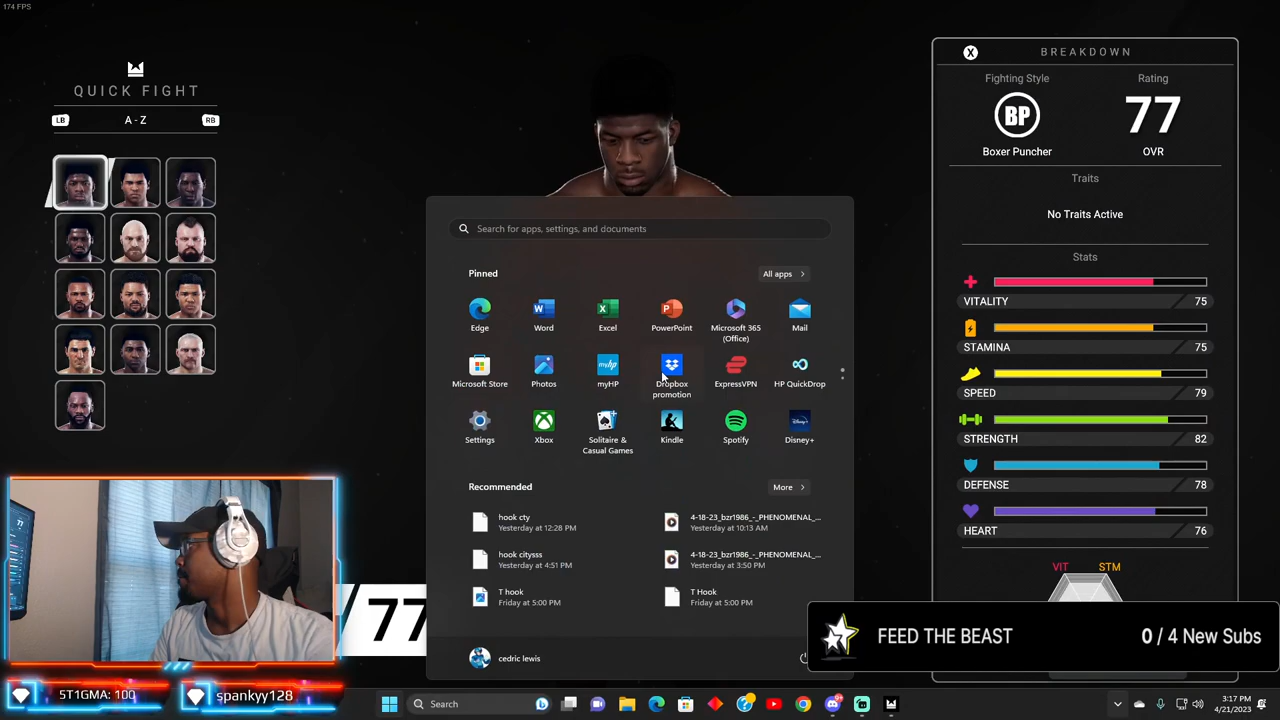 174 FPS
QUICK FIGHT
LB A - Z RB
X BREAKDOWN
Fighting Style Rating
BP 77
Boxer Puncher OVR
Traits
No Traits Active
Stats
VITALITY 75
STAMINA 75
SPEED 79
STRENGTH 82
DEFENSE 78
HEART 76
VIT STM
Search for apps, settings, and documents
Pinned All apps
Edge Word Excel PowerPoint Microsoft 365 (Office) Mail
Microsoft Store Photos myHP Dropbox promotion ExpressVPN HP QuickDrop
Settings Xbox Solitaire & Casual Games Kindle Spotify Disney+
Recommended More
hook cty
Yesterday at 12:28 PM
4-18-23_bzr1986_-_PHENOMENAL_...
Yesterday at 10:13 AM
hook citysss
Yesterday at 4:51 PM
4-18-23_bzr1986_-_PHENOMENAL_...
Yesterday at 3:50 PM
T hook
Friday at 5:00 PM
T Hook
Friday at 5:00 PM
cedric lewis
77
FEED THE BEAST 0 / 4 New Subs
5T1GMA: 100 spankyy128
Search
3:17 PM
4/21/2023